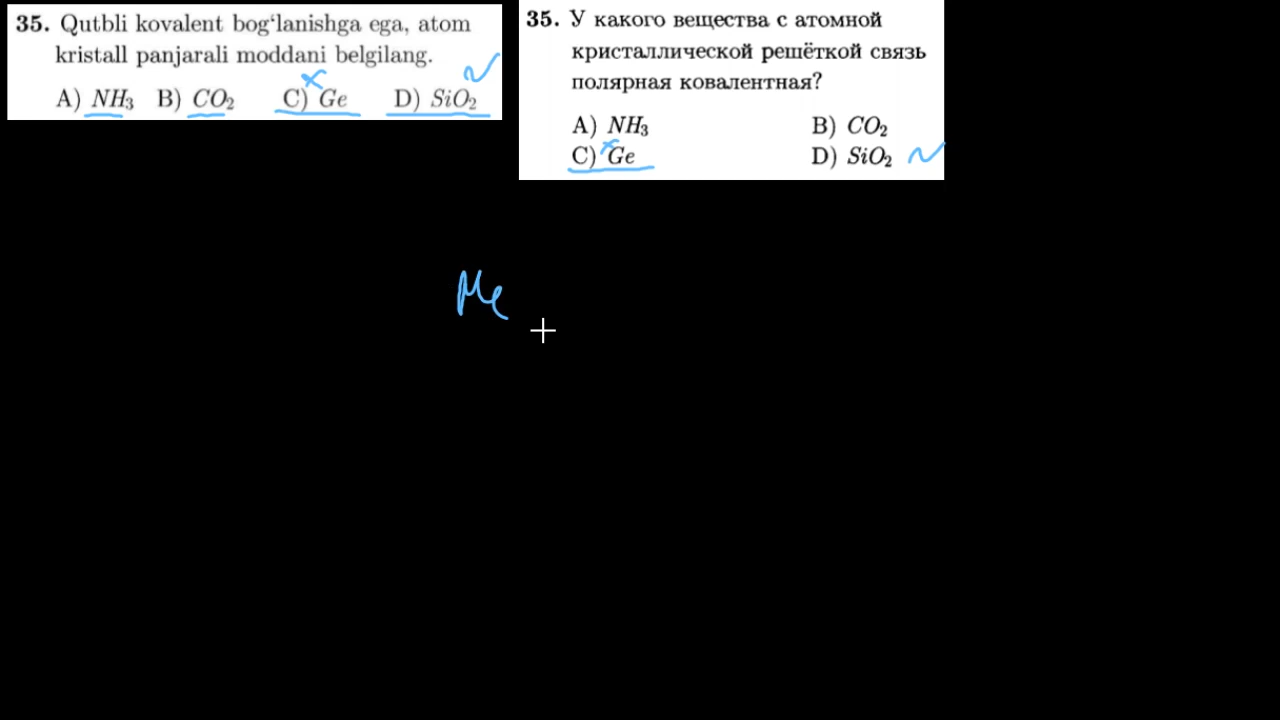 35. Qutbli kovalent bog‘lanishga ega, atom
kristall panjarali moddani belgilang.
A) NH₃ B) CO₂ C) Ge D) SiO₂
35. У какого вещества с атомной
кристаллической решёткой связь
полярная ковалентная?
A) NH₃ B) CO₂
C) Ge D) SiO₂
Me